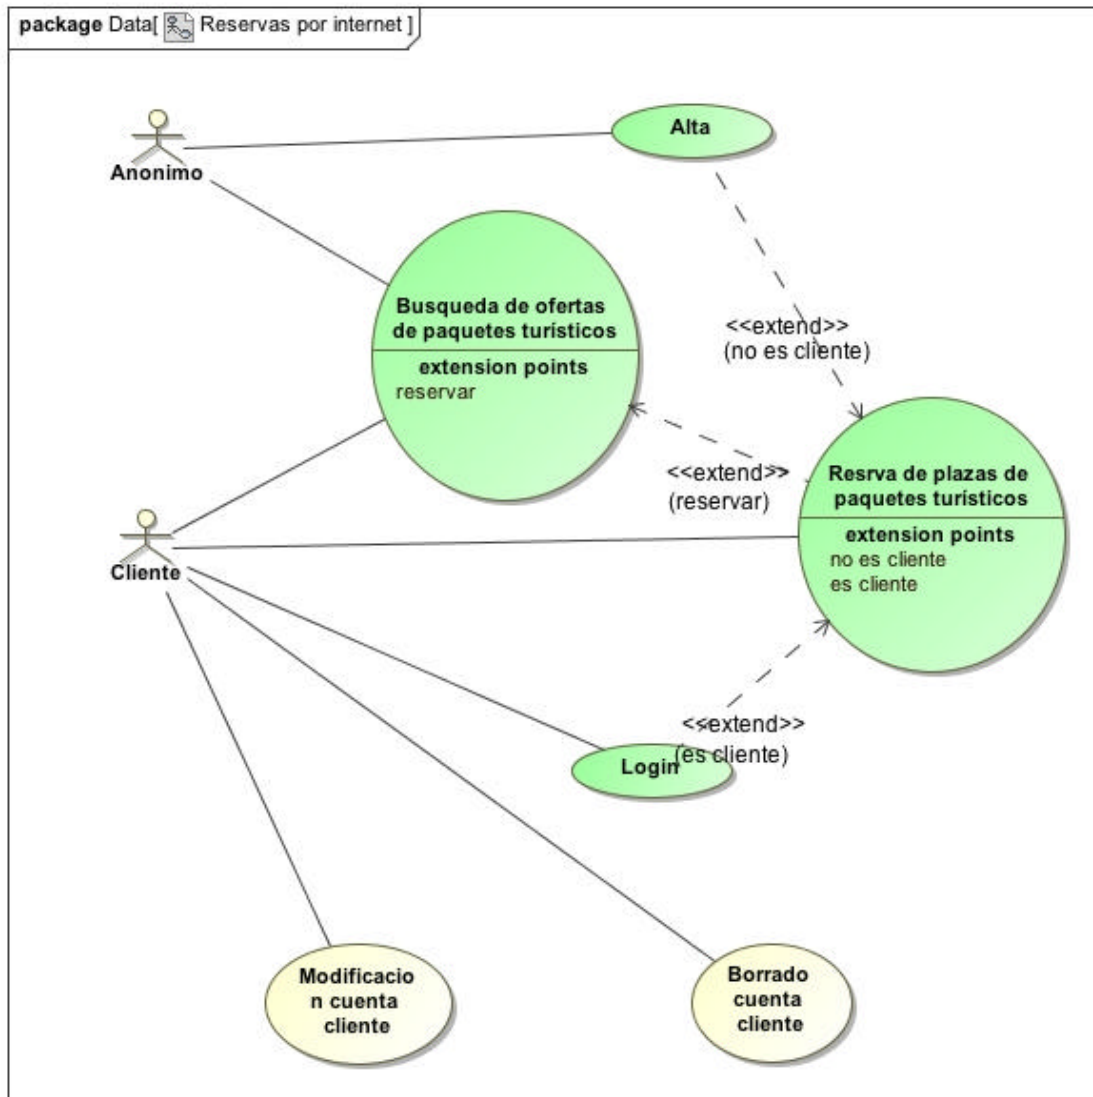 package Data[ Reservas por internet ]
Alta
Anonimo
Busqueda de ofertas
de paquetes turísticos
extension points
reservar
<<extend>>
(no es cliente)
<<extend>>
(reservar)
Resrva de plazas de
paquetes turísticos
extension points
no es cliente
es cliente
Cliente
<<extend>>
(es cliente)
Login
Modificacio
n cuenta
cliente
Borrado
cuenta
cliente